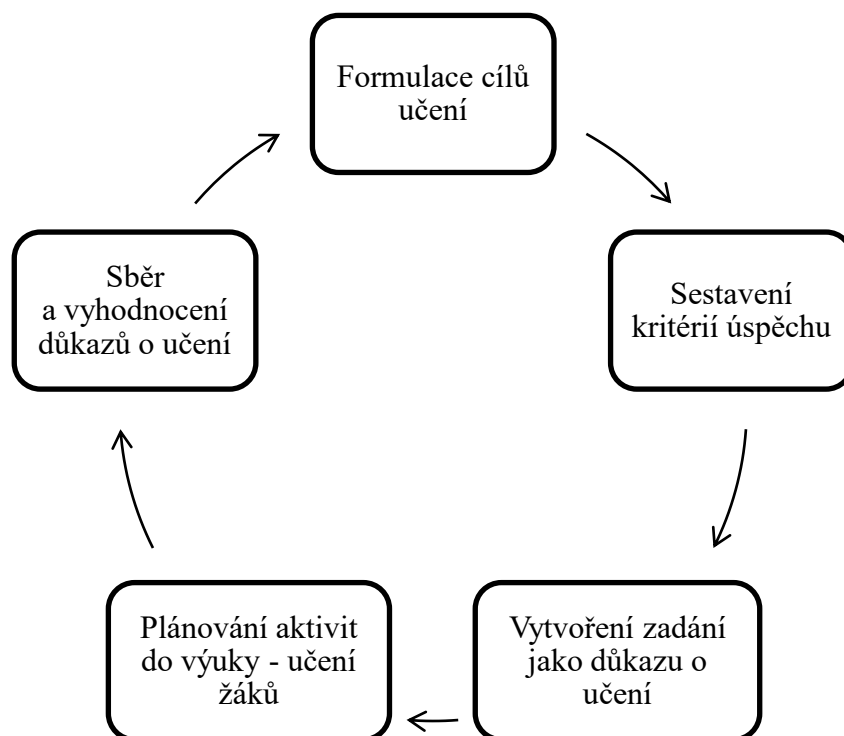 Formulace cílů
učení
Sestavení
kritérií úspěchu
Vytvoření zadání
jako důkazu o
učení
Plánování aktivit
do výuky - učení
žáků
Sběr
a vyhodnocení
důkazů o učení